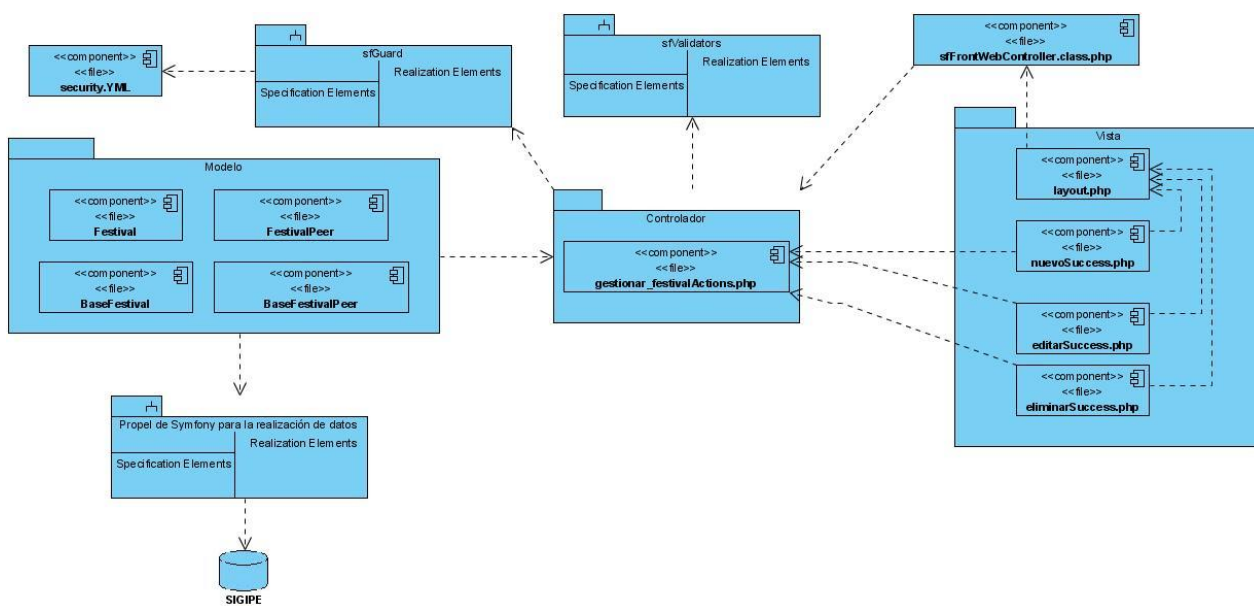 <<component>>
<<file>>
security.YML
sfGuard
Realization Elements
Specification Elements
sfValidators
Realization Elements
Specification Elements
<<component>>
<<file>>
sfFrontWebController.class.php
Modelo
<<component>>
<<file>>
Festival
<<component>>
<<file>>
FestivalPeer
<<component>>
<<file>>
BaseFestival
<<component>>
<<file>>
BaseFestivalPeer
Controlador
<<component>>
<<file>>
gestionar_festivalActions.php
Vista
<<component>>
<<file>>
layout.php
<<component>>
<<file>>
nuevoSuccess.php
<<component>>
<<file>>
editarSuccess.php
<<component>>
<<file>>
eliminarSuccess.php
Propel de Symfony para la realización de datos
Realization Elements
Specification Elements
SIGIPE